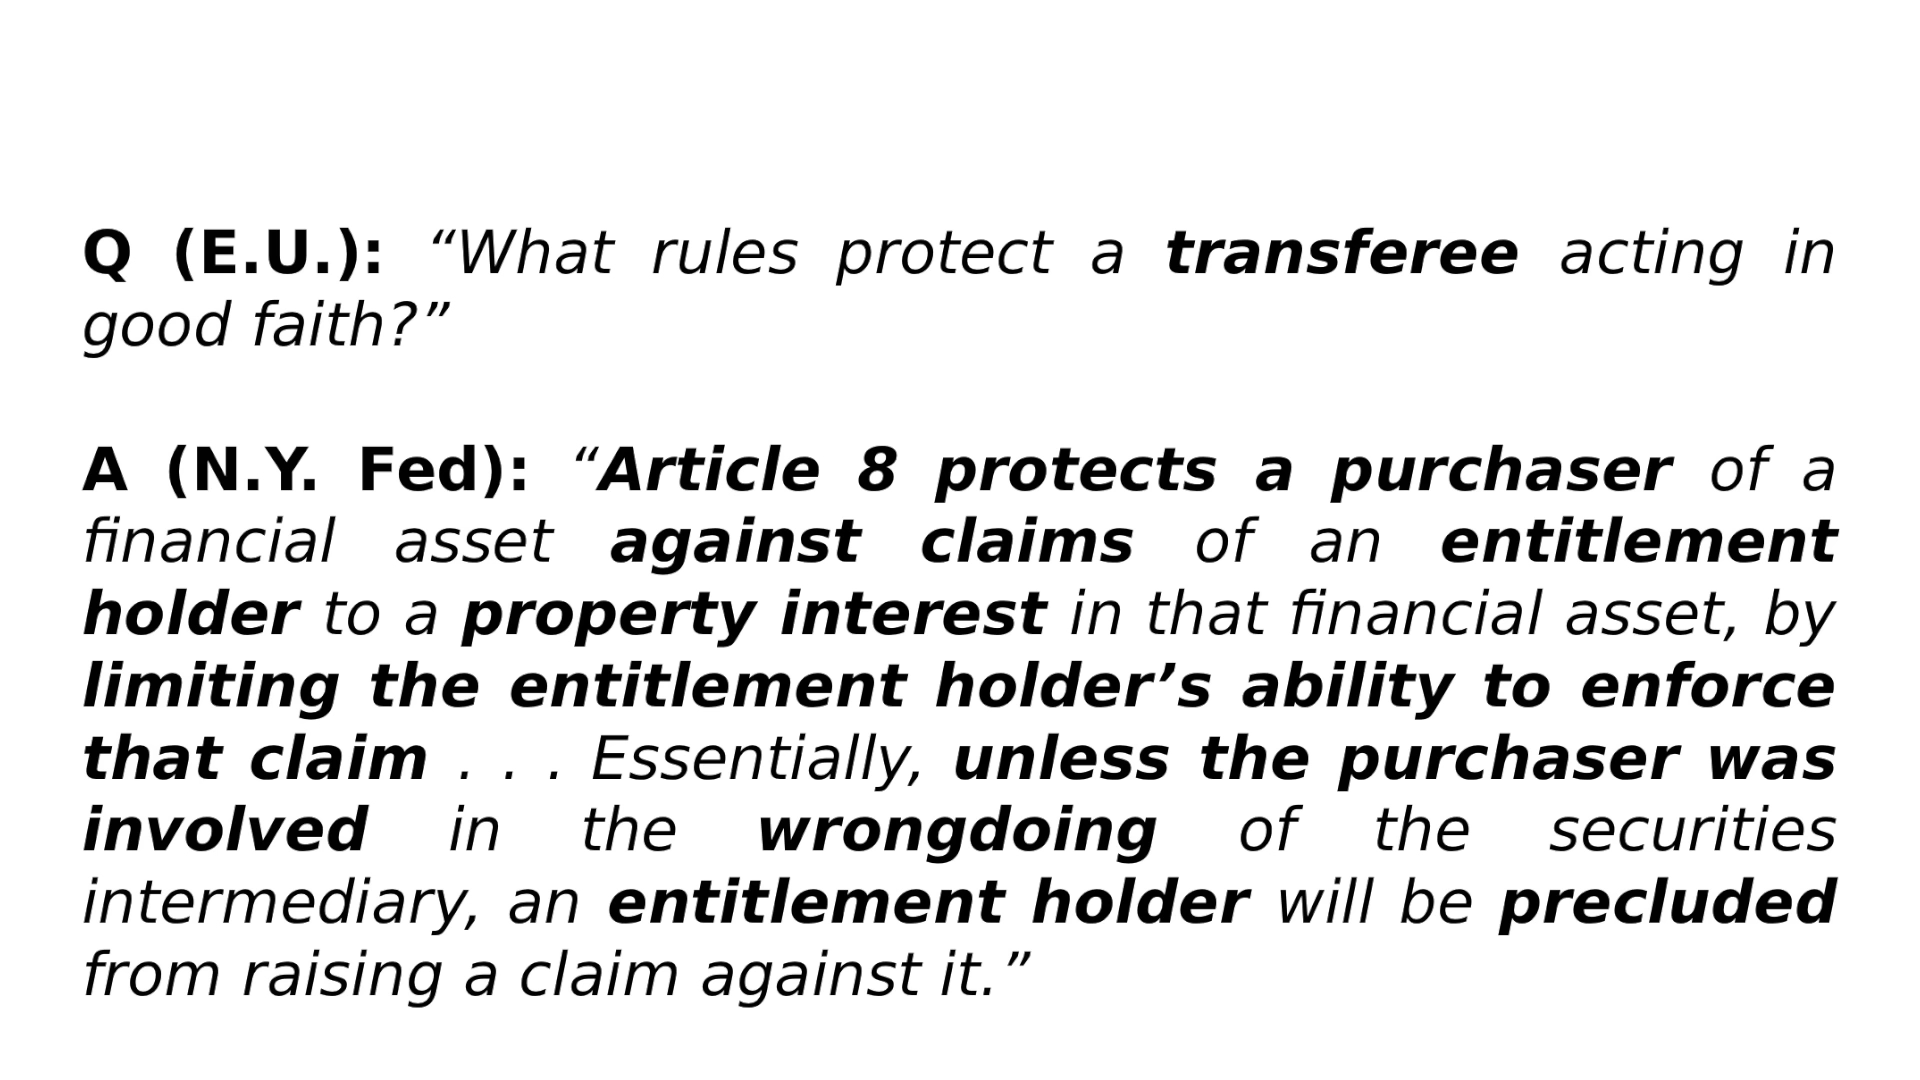 Q (E.U.): “What rules protect a transferee acting in
good faith?”
A (N.Y. Fed): “Article 8 protects a purchaser of a
financial asset against claims of an entitlement
holder to a property interest in that financial asset, by
limiting the entitlement holder’s ability to enforce
that claim . . . Essentially, unless the purchaser was
involved in the wrongdoing of the securities
intermediary, an entitlement holder will be precluded
from raising a claim against it.”